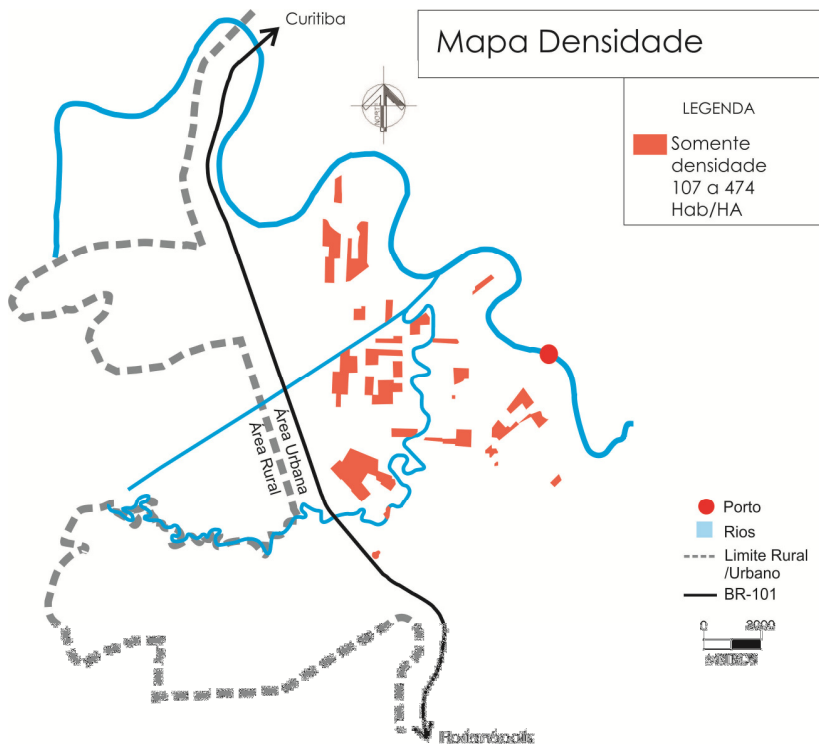 Curitiba
Mapa Densidade
LEGENDA
Somente
densidade
107 a 474
Hab/HA
NORTE
Área Urbana
Área Rural
Porto
Rios
Limite Rural
/Urbano
BR-101
0 2000
Florianópolis